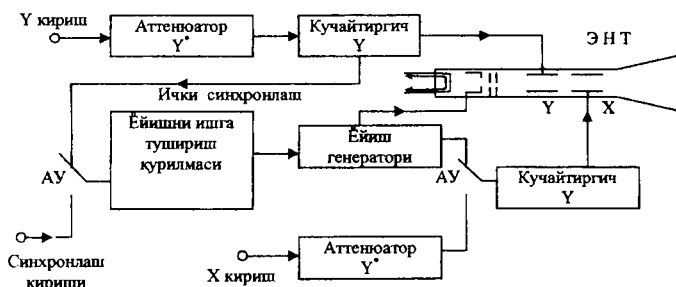 Y кириш
Аттенюатор
Y°
Кучайтиргич
Y
Э Н Т
Ички синхронлаш
Y
X
Ёйишни ишга
тушириш
қурилмаси
Ёйиш
генератори
АУ
АУ
Кучайтиргич
Y
Синхронлаш
кириши
X кириш
Аттенюатор
Y°